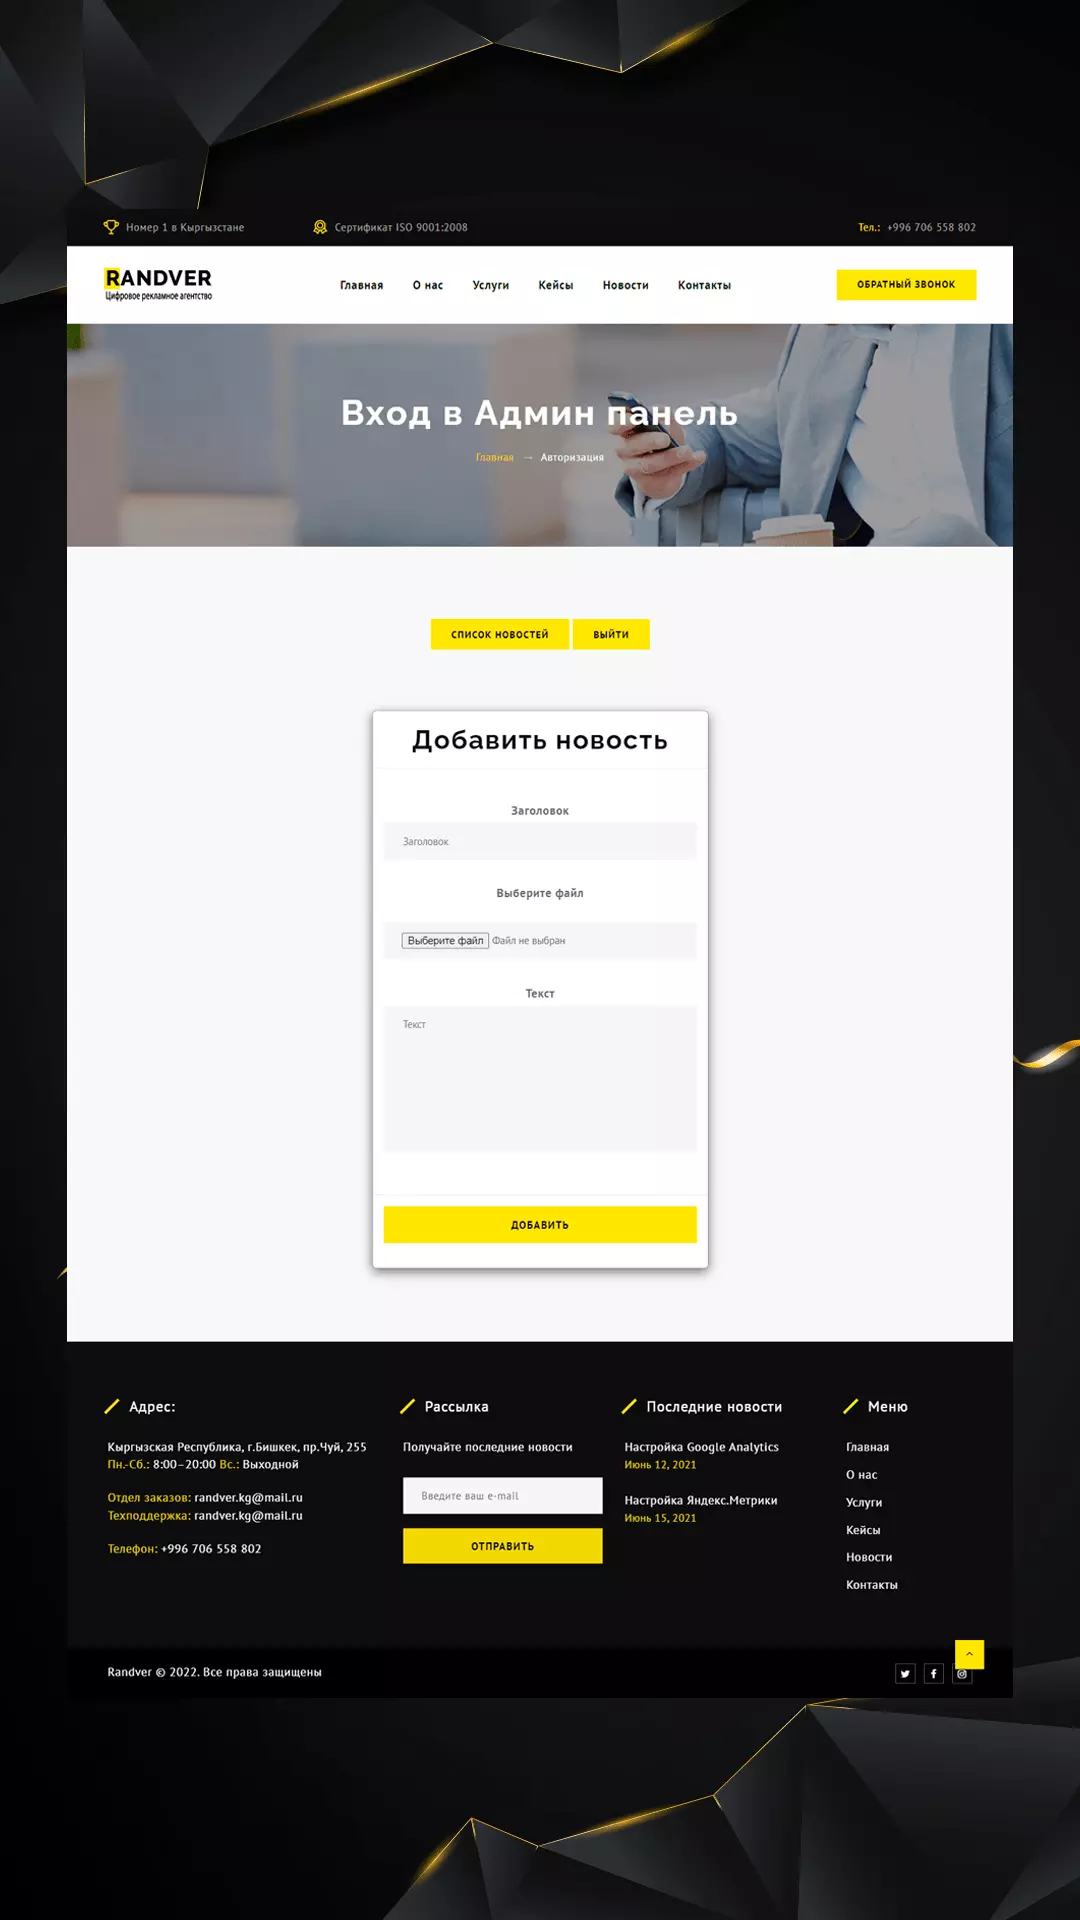 Номер 1 в Кыргызстане
Сертификат ISO 9001:2008
Тел.: +996 706 558 802
RANDVER
Цифровое рекламное агентство
Главная
О нас
Услуги
Кейсы
Новости
Контакты
ОБРАТНЫЙ ЗВОНОК
Вход в Админ панель
Главная → Авторизация
СПИСОК НОВОСТЕЙ
ВЫЙТИ
Добавить новость
Заголовок
Заголовок
Выберите файл
Выберите файл Файл не выбран
Текст
Текст
ДОБАВИТЬ
Адрес:
Кыргызская Республика, г.Бишкек, пр.Чуй, 255
Пн.-Сб.: 8:00–20:00 Вс.: Выходной
Отдел заказов: randver.kg@mail.ru
Техподдержка: randver.kg@mail.ru
Телефон: +996 706 558 802
Рассылка
Получайте последние новости
Введите ваш e-mail
ОТПРАВИТЬ
Последние новости
Настройка Google Analytics
Июнь 12, 2021
Настройка Яндекс.Метрики
Июнь 15, 2021
Меню
Главная
О нас
Услуги
Кейсы
Новости
Контакты
Randver © 2022. Все права защищены